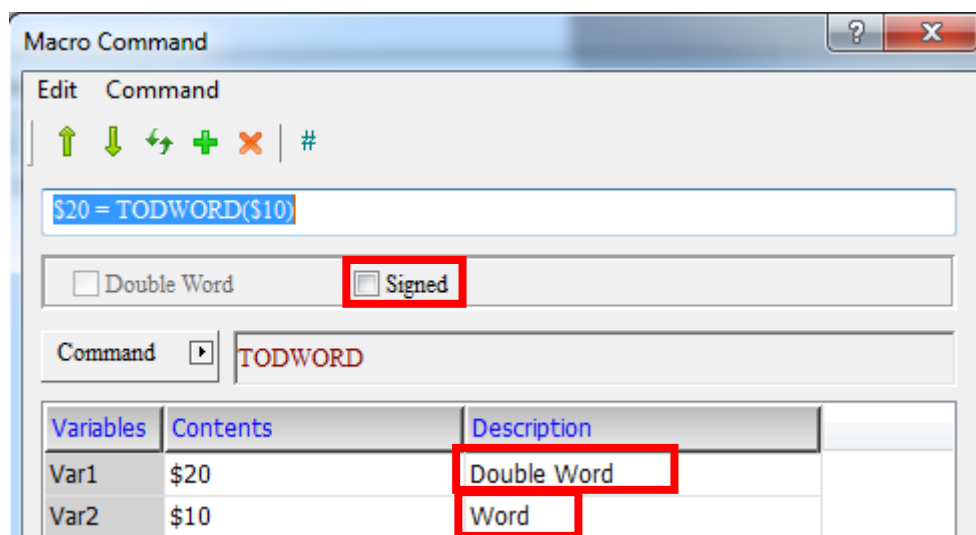 Macro Command
?
Edit Command
#
$20 = TODWORD($10)
Double Word Signed
Command TODWORD
Variables Contents Description
Var1 $20 Double Word
Var2 $10 Word